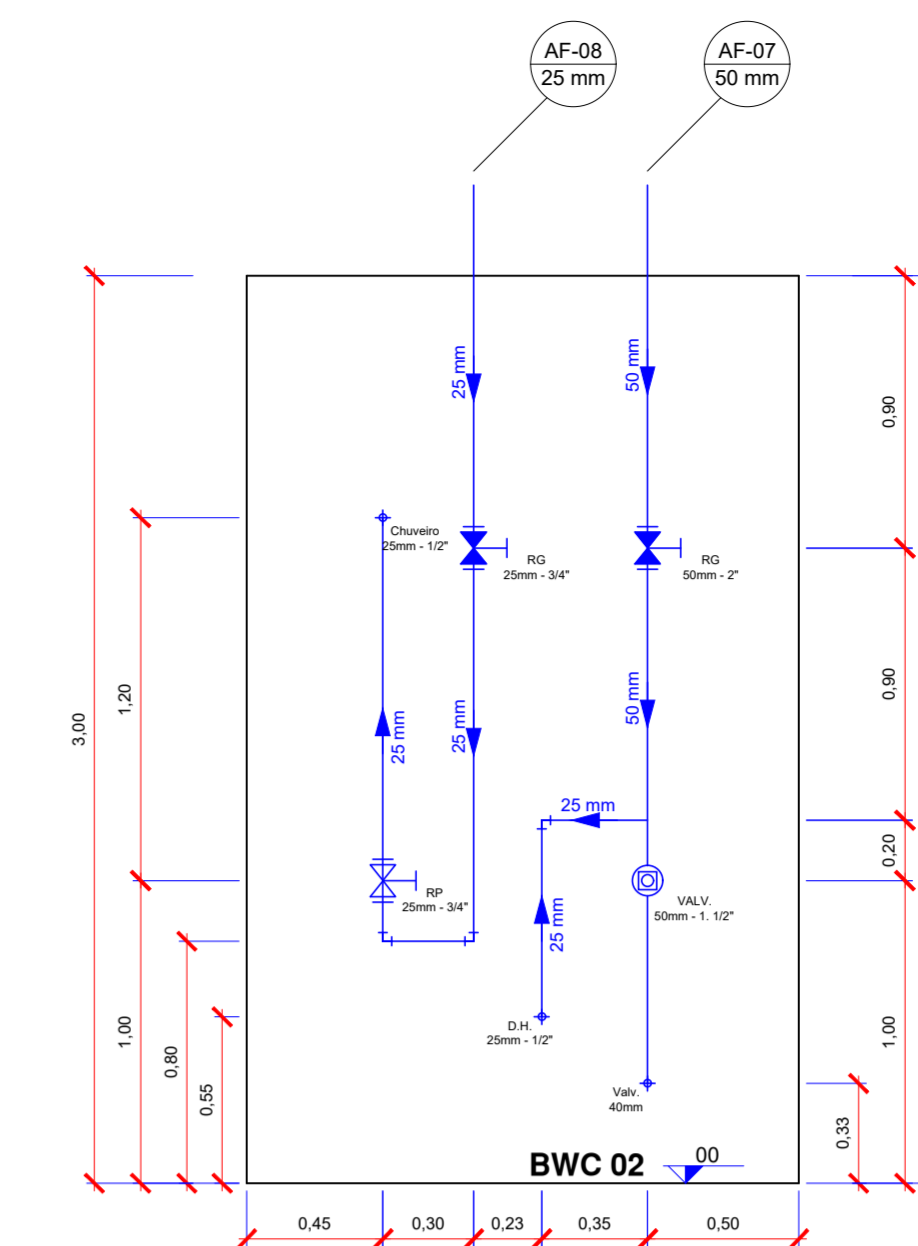 AF-08
25 mm
AF-07
50 mm
25 mm
50 mm
0,90
Chuveiro
25mm - 1/2"
RG
25mm - 3/4"
RG
50mm - 2"
3,00
1,20
25 mm
25 mm
50 mm
0,90
25 mm
0,20
RP
25mm - 3/4"
VALV.
50mm - 1. 1/2"
25 mm
D.H.
25mm - 1/2"
1,00
0,80
0,55
1,00
Valv.
40mm
0,33
BWC 02
00
0,45
0,30
0,23
0,35
0,50